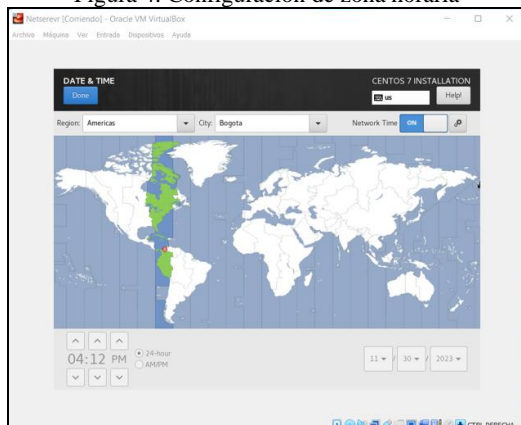 Figura 4. Configuración de zona horaria
Netserevr [Corriendo] - Oracle VM VirtualBox
Archivo Máquina Ver Entrada Dispositivos Ayuda
DATE & TIME
CENTOS 7 INSTALLATION
Done
us
Help!
Region: Americas City: Bogota Network Time ON
04:12 PM
24-hour
AM/PM
11 / 30 / 2023
CTRL DERECHA